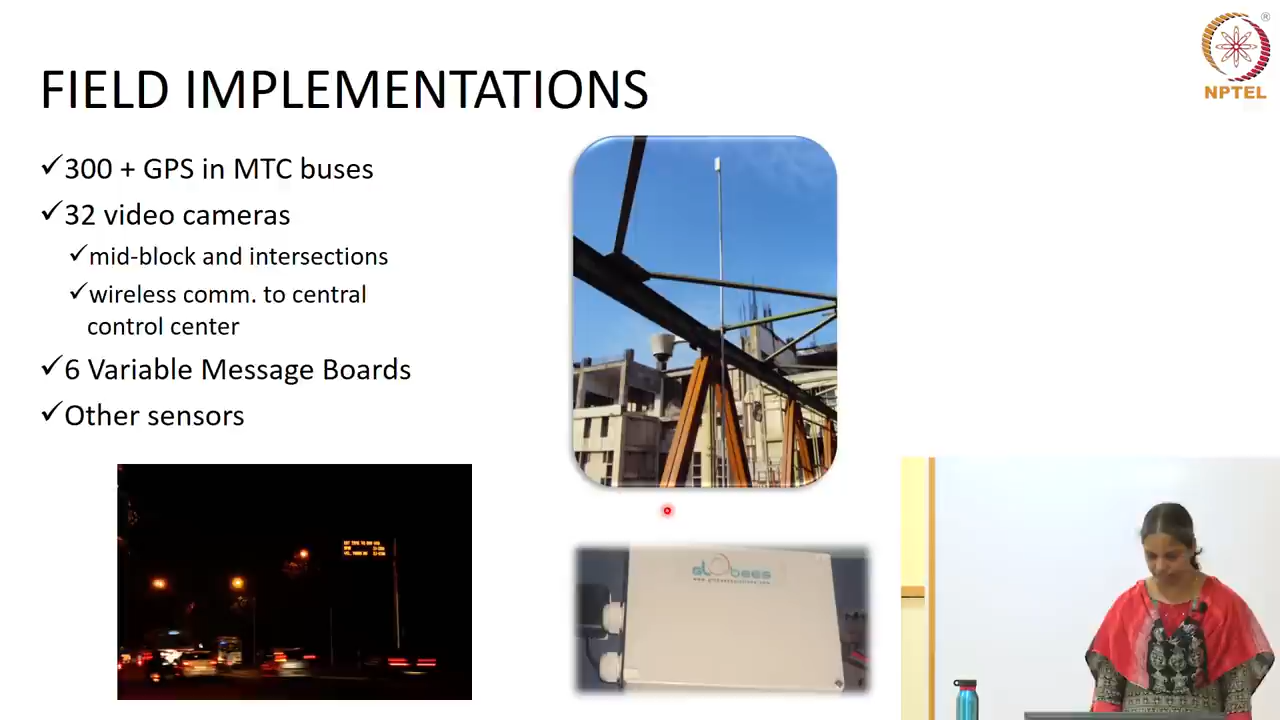 FIELD IMPLEMENTATIONS
✓300 + GPS in MTC buses
✓32 video cameras
✓mid-block and intersections
✓wireless comm. to central
control center
✓6 Variable Message Boards
✓Other sensors
NPTEL
®